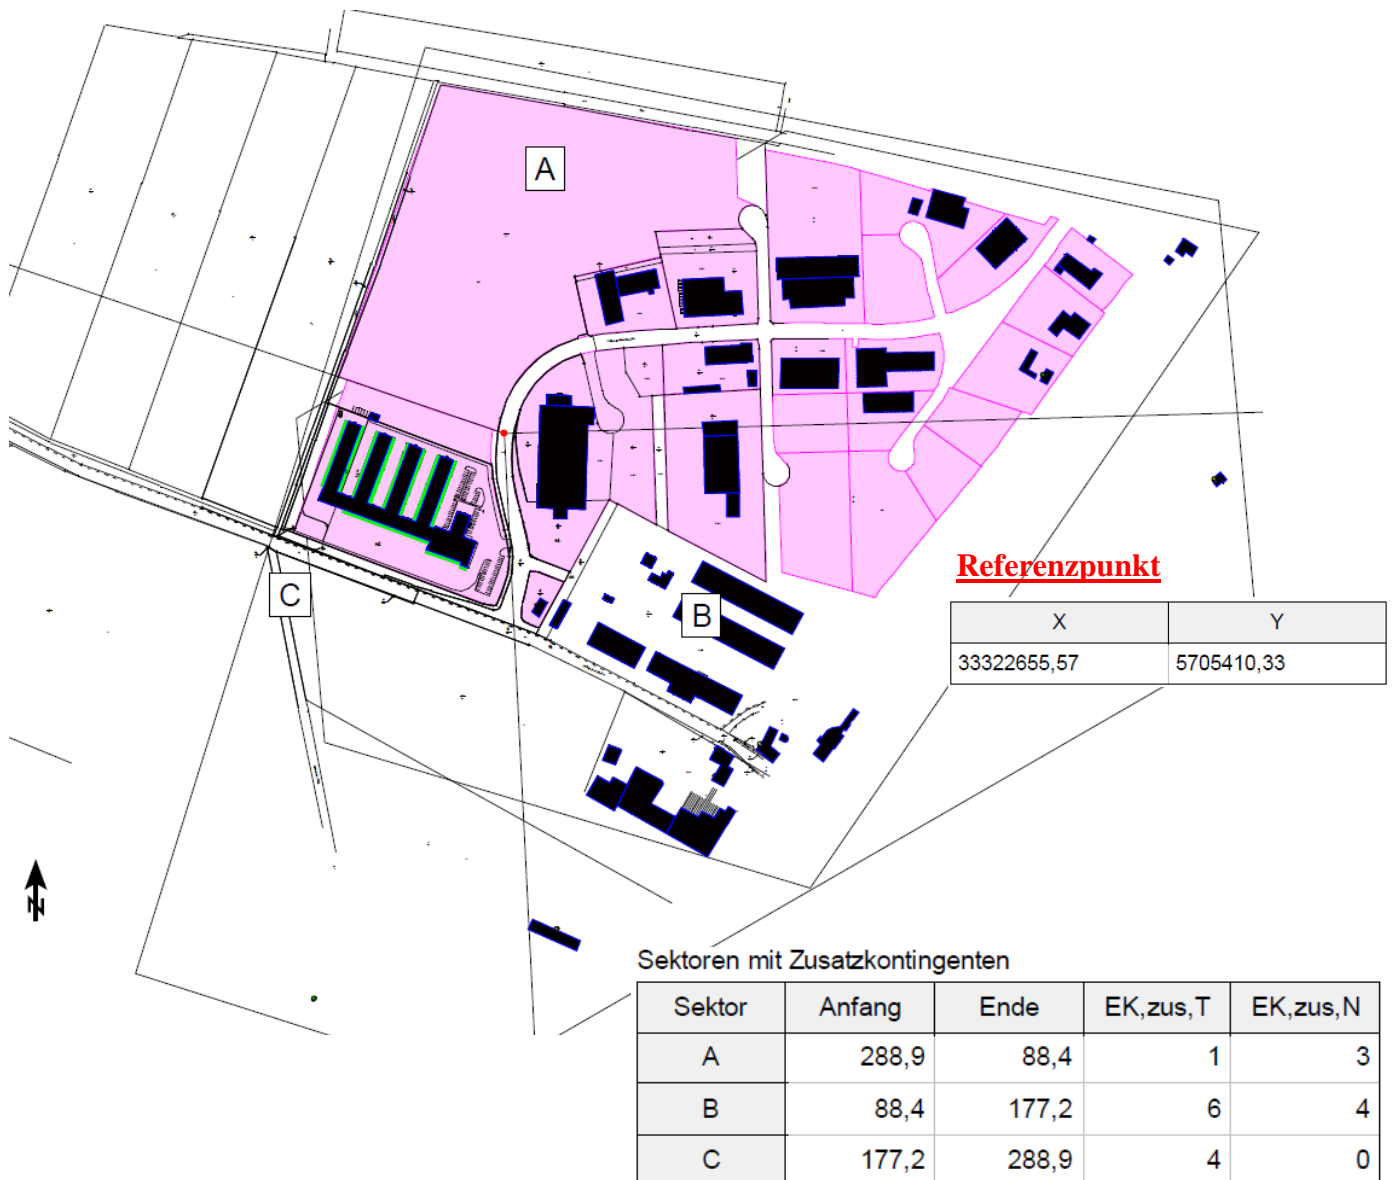 A
Referenzpunkt
X Y
33322655,57 5705410,33
C
B
N
Sektoren mit Zusatzkontingenten
Sektor Anfang Ende EK,zus,T EK,zus,N
A 288,9 88,4 1 3
B 88,4 177,2 6 4
C 177,2 288,9 4 0